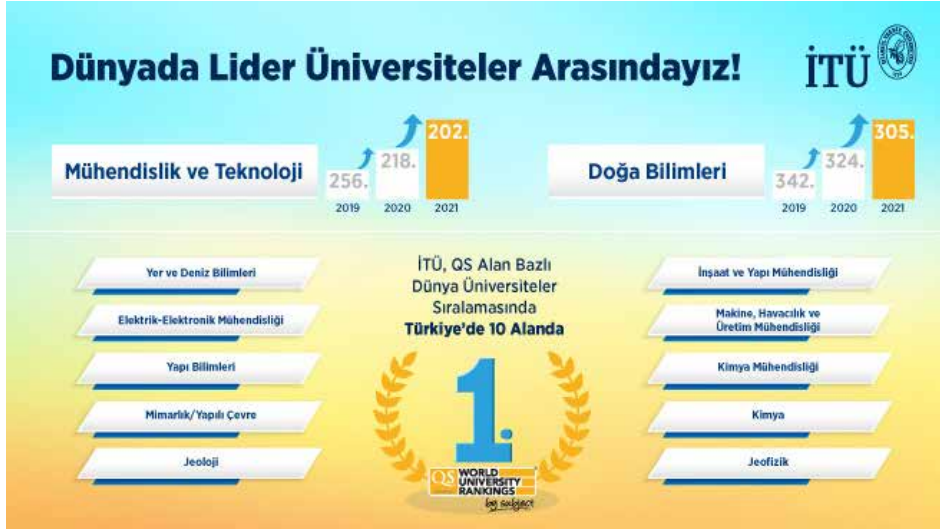 Dünyada Lider Üniversiteler Arasındayız!
İTÜ
Mühendislik ve Teknoloji
256.
218.
202.
2019
2020
2021
Doğa Bilimleri
342.
324.
305.
2019
2020
2021
Yer ve Deniz Bilimleri
Elektrik-Elektronik Mühendisliği
Yapı Bilimleri
Mimarlık/Yapılı Çevre
Jeoloji
İTÜ, QS Alan Bazlı
Dünya Üniversiteler
Sıralamasında
Türkiye'de 10 Alanda
1.
QS
WORLD
UNIVERSITY
RANKINGS
by subject
İnşaat ve Yapı Mühendisliği
Makine, Havacılık ve
Üretim Mühendisliği
Kimya Mühendisliği
Kimya
Jeofizik